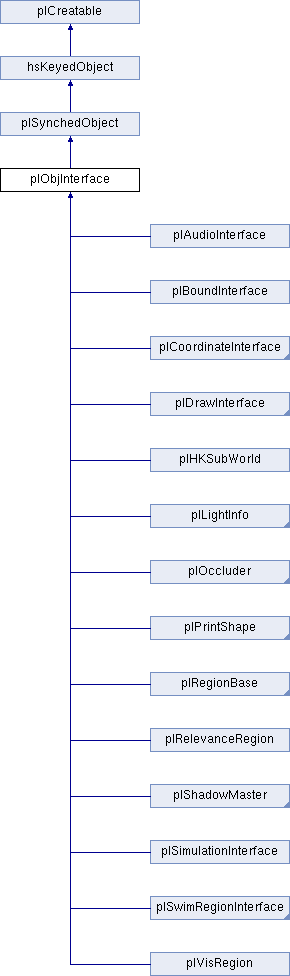 plCreatable
hsKeyedObject
plSynchedObject
plObjInterface
plAudioInterface
plBoundInterface
plCoordinateInterface
plDrawInterface
plHKSubWorld
plLightInfo
plOccluder
plPrintShape
plRegionBase
plRelevanceRegion
plShadowMaster
plSimulationInterface
plSwimRegionInterface
plVisRegion